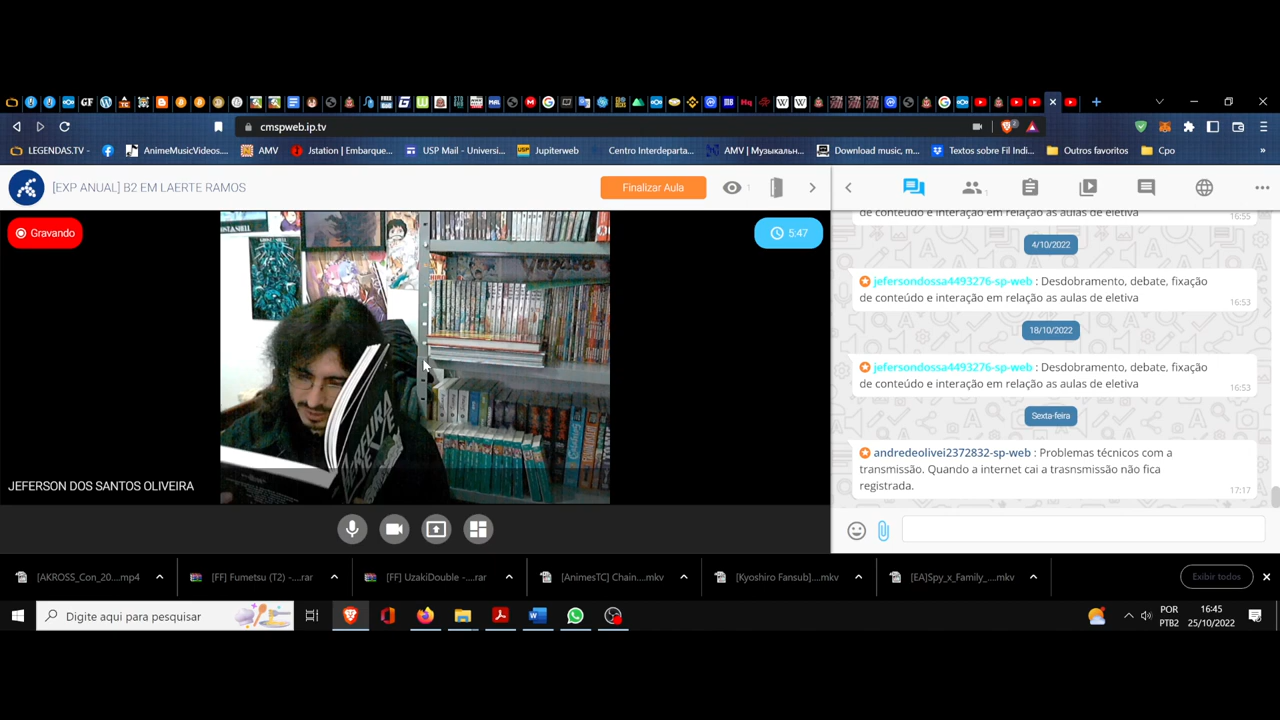 LEGENDAS.TV -
AnimeMusicVideos...
AMV
Jstation | Embarque...
USP Mail - Universi...
Jupiterweb
Centro Interdeparta...
AMV | Музыкальн...
Download music, m...
Textos sobre Fil Indi...
Outros favoritos
Cpo
»
cmspweb.ip.tv
[EXP ANUAL] B2 EM LAERTE RAMOS
Finalizar Aula
1
1
Gravando
5:47
JEFERSON DOS SANTOS OLIVEIRA
de conteúdo e interação em relação as aulas de eletiva
16:55
4/10/2022
jefersondossa4493276-sp-web : Desdobramento, debate, fixação
de conteúdo e interação em relação as aulas de eletiva
16:53
18/10/2022
jefersondossa4493276-sp-web : Desdobramento, debate, fixação
de conteúdo e interação em relação as aulas de eletiva
16:53
Sexta-feira
andredeolivei2372832-sp-web : Problemas técnicos com a
transmissão. Quando a internet cai a trasnsmissão não fica
registrada.
17:17
[AKROSS_Con_20....mp4
[FF] Fumetsu (T2) -....rar
[FF] UzakiDouble -....rar
[AnimesTC] Chain....mkv
[Kyoshiro Fansub]....mkv
[EA]Spy_x_Family_....mkv
Exibir todos
Digite aqui para pesquisar
POR
PTB2
16:45
25/10/2022